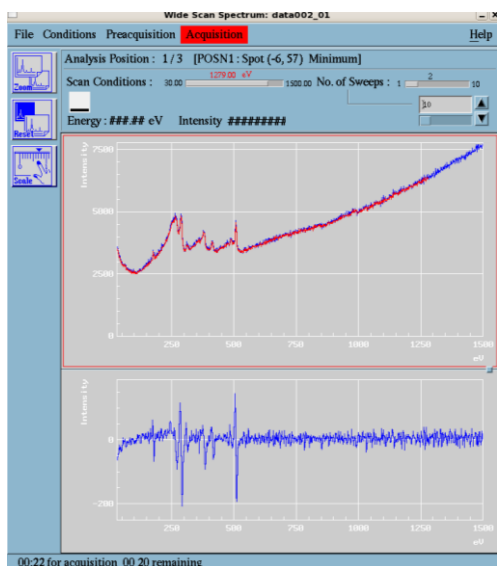 Wide Scan Spectrum: data002_01
File Conditions Preacquisition Acquisition Help
Zoom
Reset
Scale
Analysis Position : 1 / 3 [POSN1 : Spot (-6, 57) Minimum]
Scan Conditions : 30.00 1279.00 eV 1500.00 No. of Sweeps : 1 2 10
10
Energy : ###.## eV Intensity #########
Intensity
7500
5000
2500
0
250 500 750 1000 1250 1500
eV
Intensity
0
-200
250 500 750 1000 1250 1500
eV
00:22 for acquisition 00 20 remaining